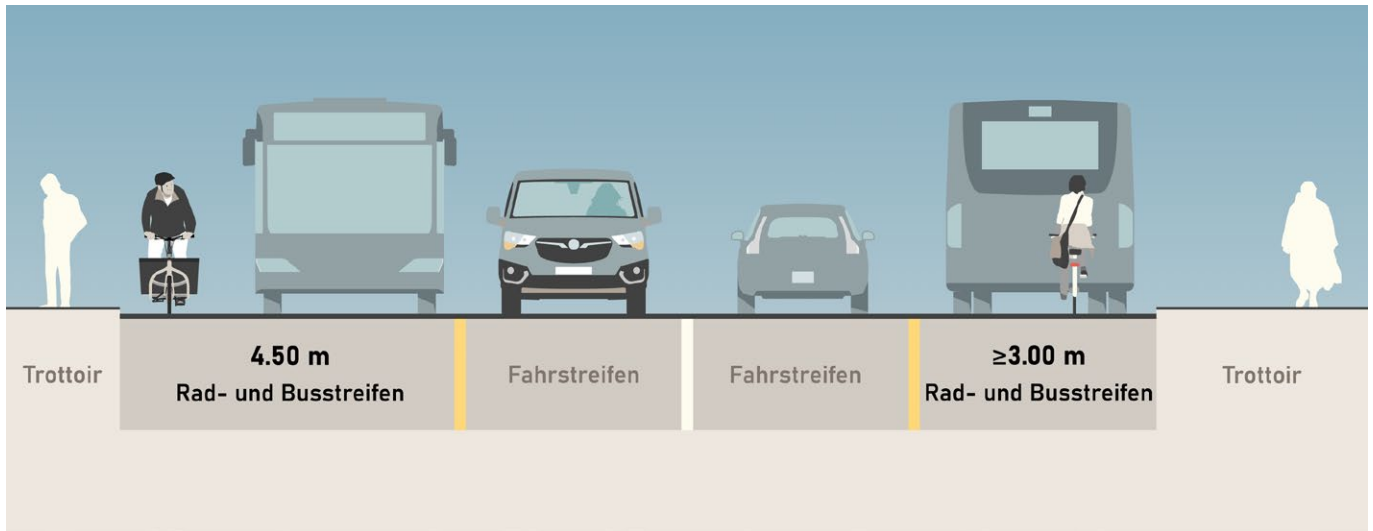 Trottoir
4.50 m
Rad- und Busstreifen
Fahrstreifen
Fahrstreifen
≥3.00 m
Rad- und Busstreifen
Trottoir